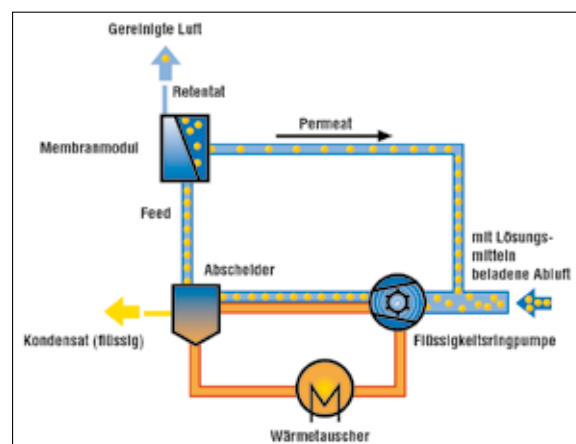 Gereinigte Luft
Retentat
Permeat
Membranmodul
Feed
mit Lösungs-
mitteln
beladene Abluft
Abscheider
Kondensat (flüssig)
Flüssigkeitsringpumpe
Wärmetauscher